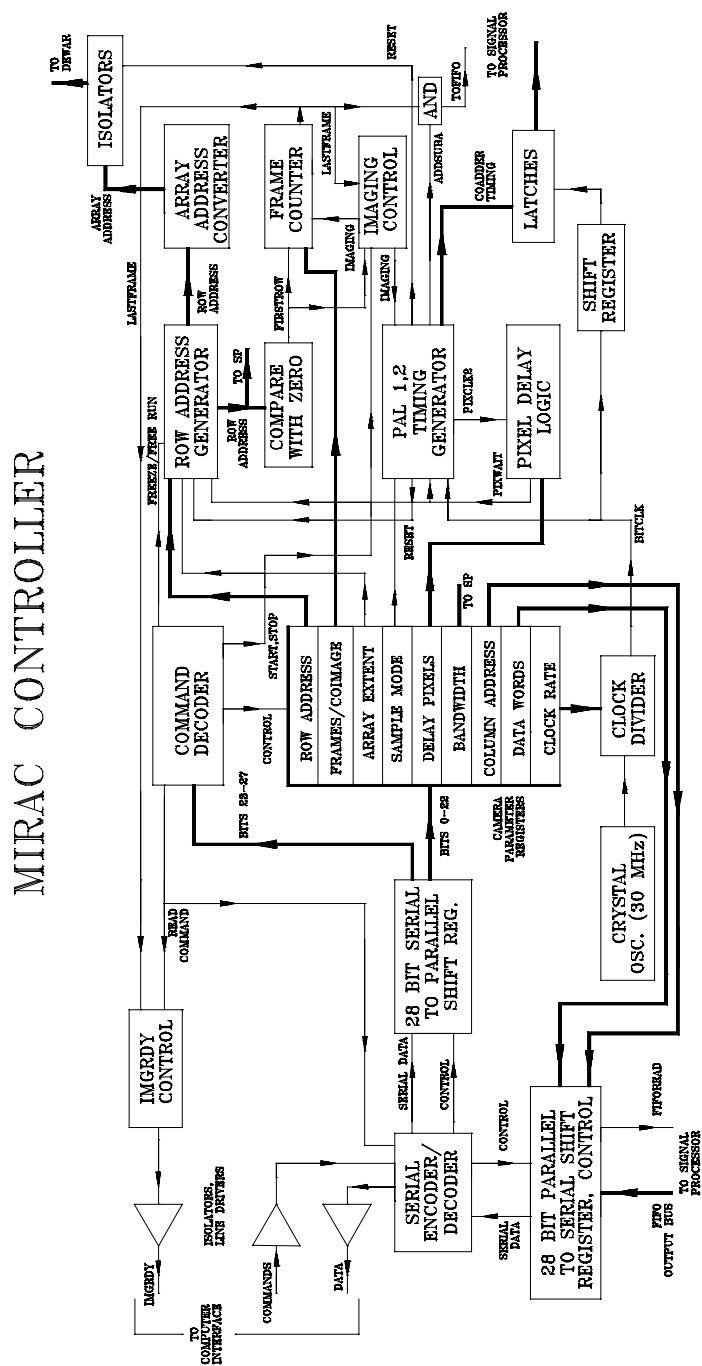 MIRAC CONTROLLER
TO
COMPUTER
INTERFACE
IMGRDY
COMMANDS
DATA
ISOLATORS,
LINE DRIVERS
IMGRDY
CONTROL
READ
COMMAND
SERIAL
ENCODER/
DECODER
SERIAL DATA
CONTROL
28 BIT SERIAL
TO PARALLEL
SHIFT REG.
BITS 23-27
BITS 0-22
SERIAL
DATA
CONTROL
28 BIT PARALLEL
TO SERIAL SHIFT
REGISTER, CONTROL
FIFO
OUTPUT BUS
TO SIGNAL
PROCESSOR
FIFOREAD
COMMAND
DECODER
CONTROL
START,STOP
FREEZE/FREE RUN
LASTFRAME
ROW ADDRESS
FRAMES/COIMAGE
ARRAY EXTENT
SAMPLE MODE
DELAY PIXELS
BANDWIDTH
COLUMN ADDRESS
DATA WORDS
CLOCK RATE
CAMERA
PARAMETER
REGISTERS
TO SP
CRYSTAL
OSC. (30 MHz)
CLOCK
DIVIDER
BITCLK
ROW ADDRESS
GENERATOR
ROW
ADDRESS
ROW
ADDRESS
TO SP
COMPARE
WITH ZERO
FIRSTROW
RESET
PAL 1,2
TIMING
GENERATOR
PIXCLK2
PIXWAIT
PIXEL DELAY
LOGIC
SHIFT
REGISTER
ARRAY
ADDRESS
CONVERTER
ARRAY
ADDRESS
ISOLATORS
TO
DEWAR
RESET
FRAME
COUNTER
LASTFRAME
IMAGING
IMAGING
CONTROL
IMAGING
AND
TOFIFO
ADDSUBA
COADDER
TIMING
LATCHES
TO SIGNAL
PROCESSOR